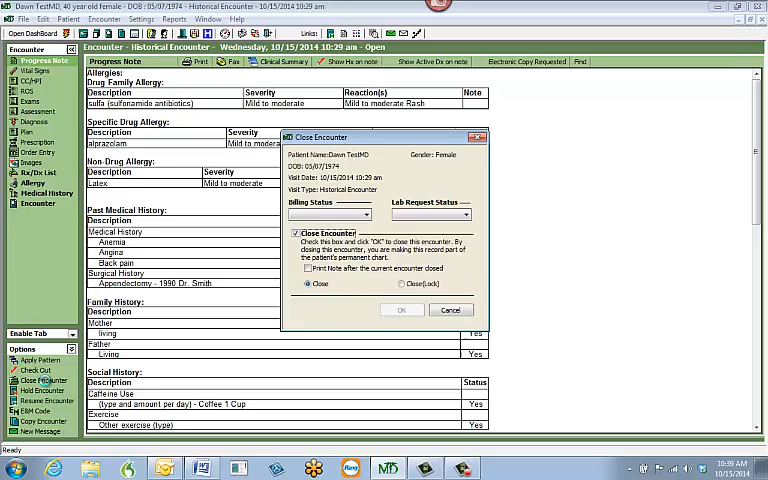 Dawn TestMD, 40 year old female - DOB : 05/07/1974 - Historical Encounter - 10/15/2014 10:29 am
File Edit Patient Encounter Settings Reports Window Help
Open DashBoard Links:
Encounter
Encounter - Historical Encounter - Wednesday, 10/15/2014 10:29 am - Open
Progress Note
Vital Signs
CC/HPI
ROS
Exams
Assessment
Diagnosis
Plan
Prescription
Order Entry
Images
Rx/Dx List
Allergy
Medical History
Encounter
Enable Tab
Options
Apply Pattern
Check Out
Close Encounter
Hold Encounter
Resume Encounter
E&M Code
Copy Encounter
New Message
Progress Note Print Fax Clinical Summary Show Hx on note Show Active Dx on note Electronic Copy Requested Find
Allergies:
Drug Family Allergy:
Description Severity Reaction(s) Note
sulfa (sulfonamide antibiotics) Mild to moderate Mild to moderate Rash
Specific Drug Allergy:
Description Severity
alprazolam Mild to modera
Non-Drug Allergy:
Description Severity
Latex Mild to moderate
Past Medical History:
Description
Medical History
Anemia
Angina
Back pain
Surgical History
Appendectomy - 1990 Dr. Smith
Family History:
Description
Mother
living Yes
Father
Living Yes
Social History:
Description Status
Caffeine Use
(type and amount per day) - Coffee 1 Cup Yes
Exercise
Other exercise (type) Yes
Close Encounter
Patient Name:Dawn TestMD Gender: Female
DOB: 05/07/1974
Visit Date: 10/15/2014 10:29 am
Visit Type: Historical Encounter
Billing Status Lab Request Status
Close Encounter
Check this box and click "OK" to close this encounter. By
closing this encounter, you are making this record part of
the patient's permanent chart.
Print Note after the current encounter closed
Close Close(Lock)
OK Cancel
Ready
Ring
MD
10:39 AM
10/15/2014